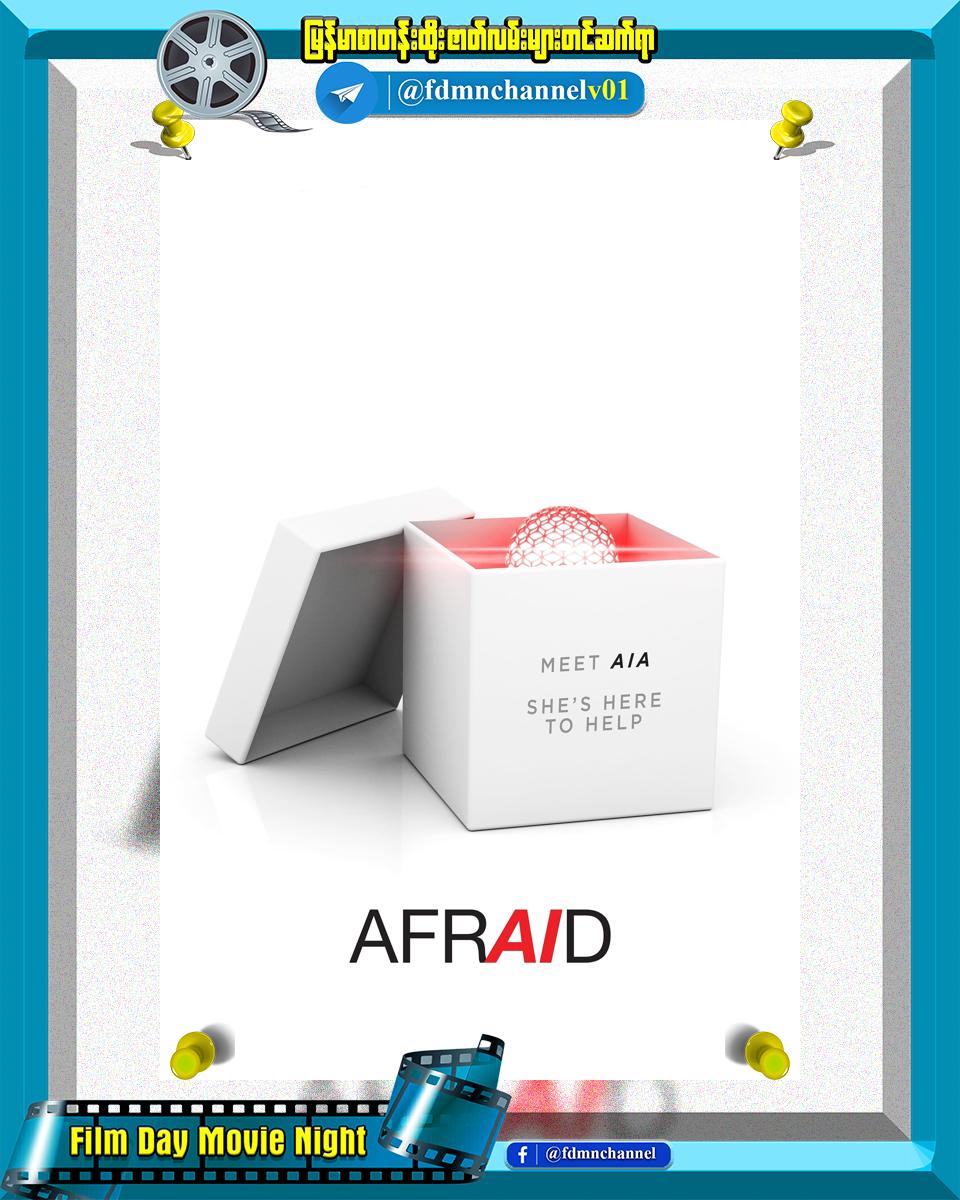 မြန်မာစာတန်းထိုး ဇာတ်လမ်းများတင်ဆက်ရာ
@fdmnchannelv01
MEET AIA
SHE'S HERE
TO HELP
AFRAID
Film Day Movie Night
@fdmnchannel